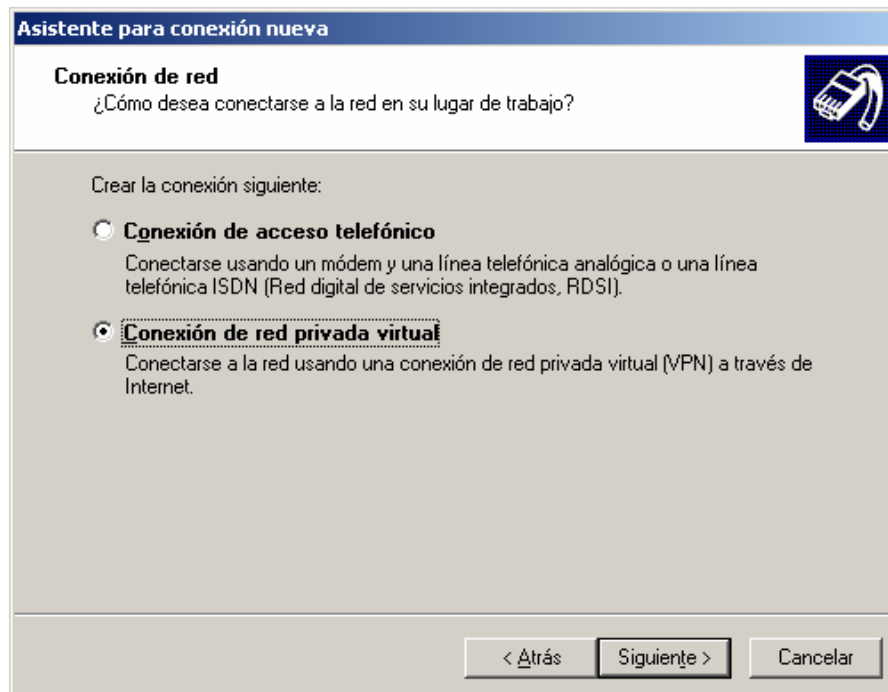 Asistente para conexión nueva
Conexión de red
¿Cómo desea conectarse a la red en su lugar de trabajo?
Crear la conexión siguiente:
Conexión de acceso telefónico
Conectarse usando un módem y una línea telefónica analógica o una línea
telefónica ISDN (Red digital de servicios integrados, RDSI).
Conexión de red privada virtual
Conectarse a la red usando una conexión de red privada virtual (VPN) a través de
Internet.
< Atrás
Siguiente >
Cancelar